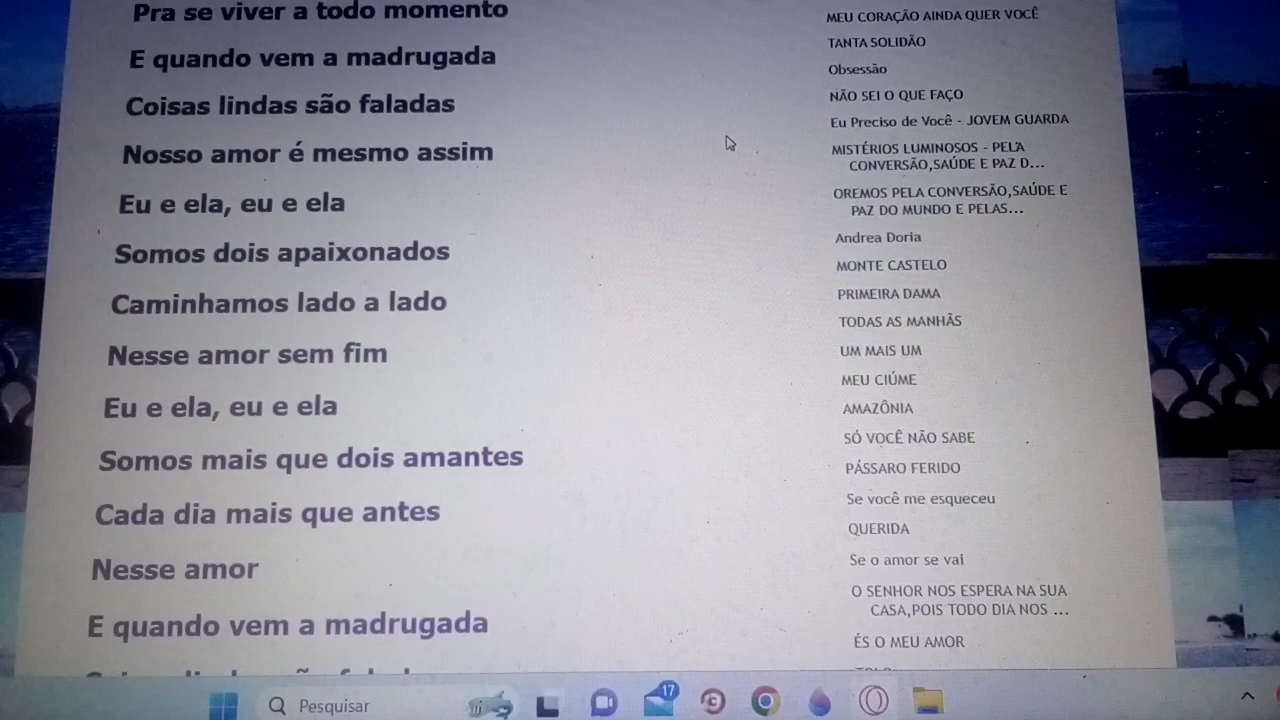 Pra se viver a todo momento
E quando vem a madrugada
Coisas lindas são faladas
Nosso amor é mesmo assim
Eu e ela, eu e ela
Somos dois apaixonados
Caminhamos lado a lado
Nesse amor sem fim
Eu e ela, eu e ela
Somos mais que dois amantes
Cada dia mais que antes
Nesse amor
E quando vem a madrugada
MEU CORAÇÃO AINDA QUER VOCÊ
TANTA SOLIDÃO
Obsessão
NÃO SEI O QUE FAÇO
Eu Preciso de Você - JOVEM GUARDA
MISTÉRIOS LUMINOSOS - PELA
CONVERSÃO,SAÚDE E PAZ D...
OREMOS PELA CONVERSÃO,SAÚDE E
PAZ DO MUNDO E PELAS...
Andrea Doria
MONTE CASTELO
PRIMEIRA DAMA
TODAS AS MANHÃS
UM MAIS UM
MEU CIÚME
AMAZÔNIA
SÓ VOCÊ NÃO SABE
PÁSSARO FERIDO
Se você me esqueceu
QUERIDA
Se o amor se vai
O SENHOR NOS ESPERA NA SUA
CASA,POIS TODO DIA NOS ...
ÉS O MEU AMOR
Pesquisar
17